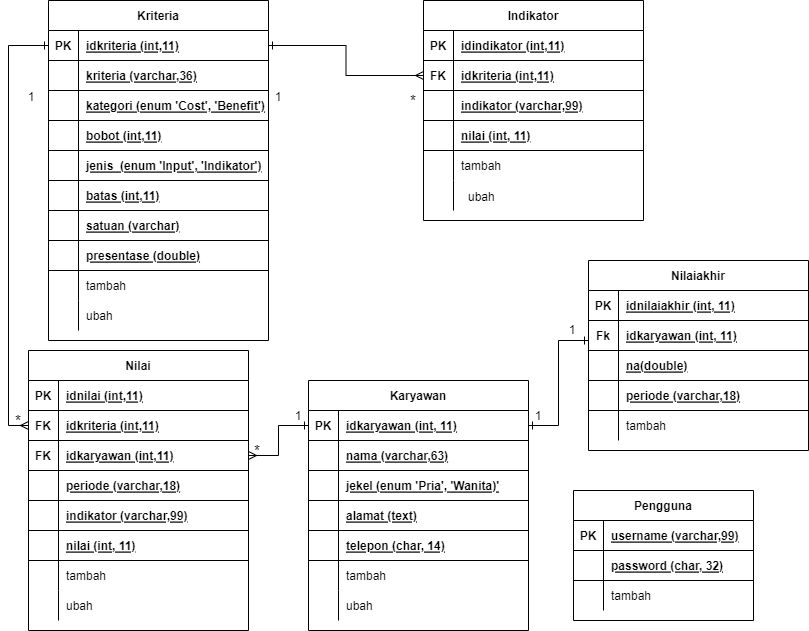 Kriteria
PK idkriteria (int,11)
kriteria (varchar,36)
kategori (enum 'Cost', 'Benefit')
bobot (int,11)
jenis  (enum 'Input', 'Indikator')
batas (int,11)
satuan (varchar)
presentase (double)
tambah
ubah
1
1
Indikator
PK idindikator (int,11)
FK idkriteria (int,11)
indikator (varchar,99)
nilai (int, 11)
tambah
ubah
*
Nilaiakhir
PK idnilaiakhir (int, 11)
Fk idkaryawan (int, 11)
na(double)
periode (varchar,18)
tambah
1
Nilai
PK idnilai (int,11)
FK idkriteria (int,11)
FK idkaryawan (int,11)
periode (varchar,18)
indikator (varchar,99)
nilai (int, 11)
tambah
ubah
*
*
Karyawan
PK idkaryawan (int, 11)
nama (varchar,63)
jekel (enum 'Pria', 'Wanita)'
alamat (text)
telepon (char, 14)
tambah
ubah
1
1
Pengguna
PK username (varchar,99)
password (char, 32)
tambah